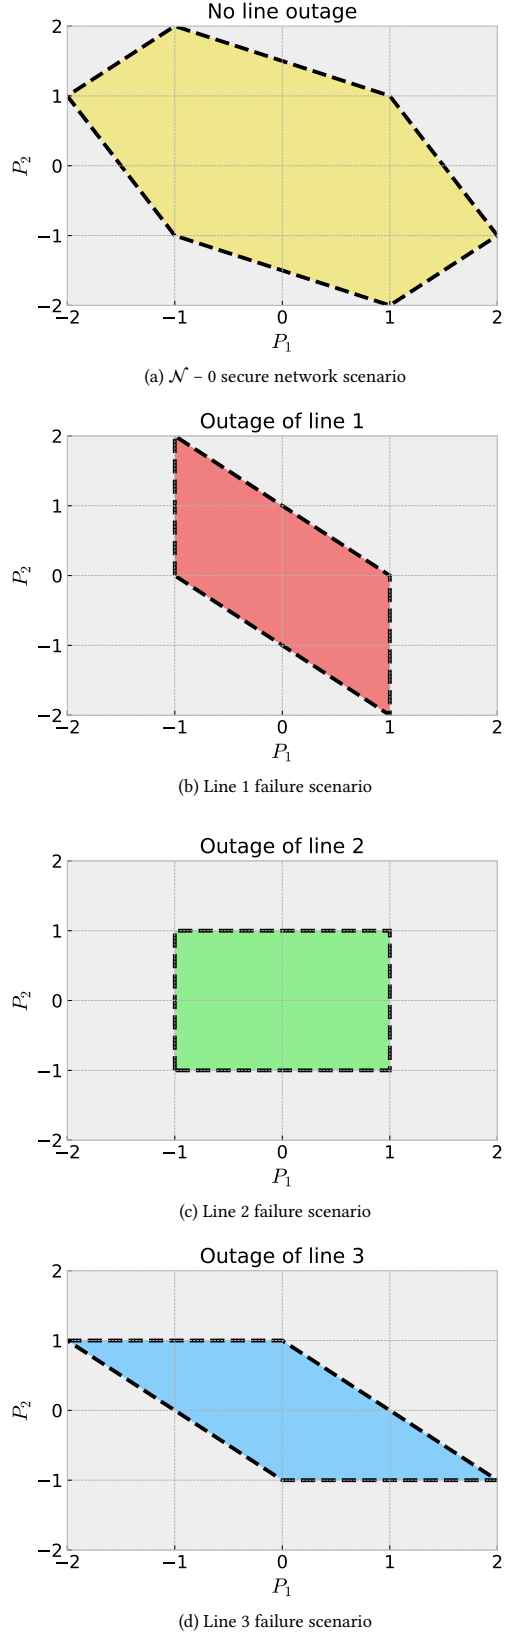 No line outage
2
1
0
−1
−2
P₂
−2 −1 0 1 2
P₁
(a) 𝒩 – 0 secure network scenario
Outage of line 1
2
1
0
−1
−2
P₂
−2 −1 0 1 2
P₁
(b) Line 1 failure scenario
Outage of line 2
2
1
0
−1
−2
P₂
−2 −1 0 1 2
P₁
(c) Line 2 failure scenario
Outage of line 3
2
1
0
−1
−2
P₂
−2 −1 0 1 2
P₁
(d) Line 3 failure scenario